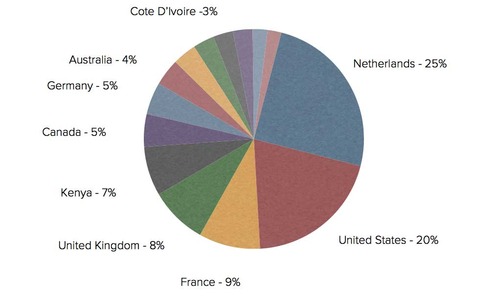 Cote D'Ivoire -3%
Australia - 4%
Netherlands - 25%
Germany - 5%
Canada - 5%
Kenya - 7%
United Kingdom - 8%
United States - 20%
France - 9%